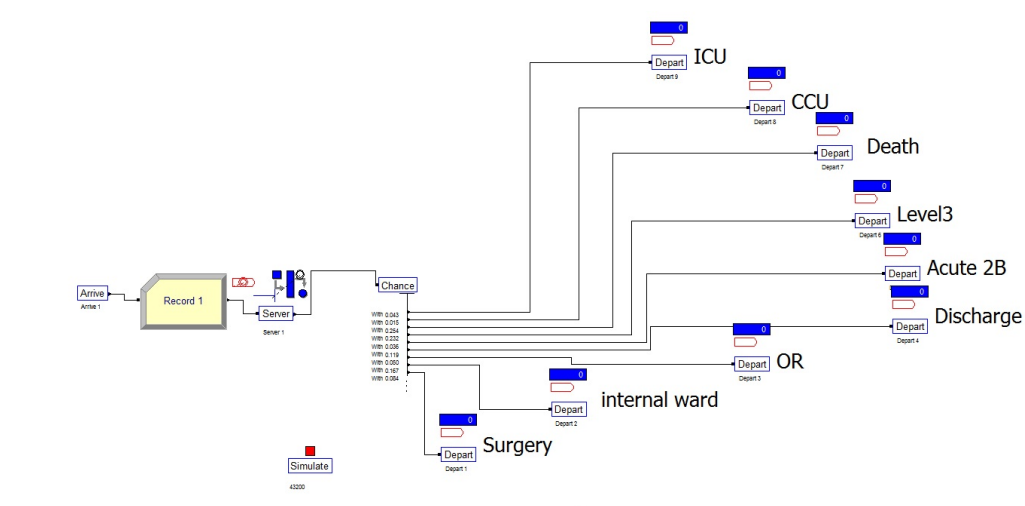 0
Depart
ICU
Depart 9
0
Depart
CCU
Depart 8
0
Depart
Death
Depart 7
0
Depart
Level3
Depart 6
0
Depart
Acute 2B
0
Depart
Discharge
Depart 4
Arrive
Arrive 1
Record 1
Server
Server 1
Chance
With 0.043
With 0.015
With 0.254
With 0.232
With 0.036
With 0.119
With 0.050
With 0.167
With 0.084
0
Depart
OR
Depart 3
0
Depart
internal ward
Depart 2
0
Depart
Surgery
Depart 1
Simulate
43200